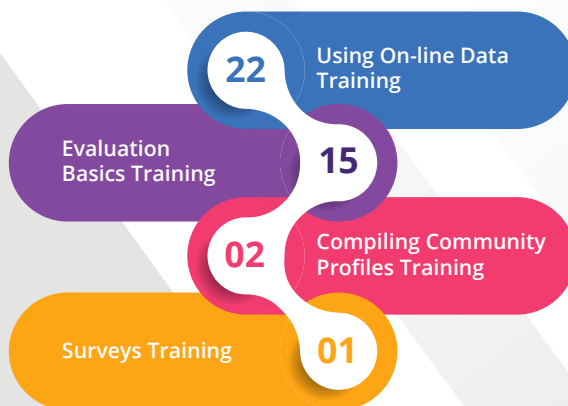 22
Using On-line Data
Training
Evaluation
Basics Training
15
02
Compiling Community
Profiles Training
Surveys Training
01